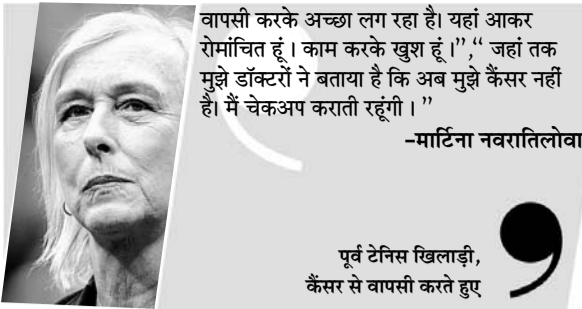 वापसी करके अच्छा लग रहा है। यहां आकर
रोमांचित हूं। काम करके खुश हूं।”,“ जहां तक
मुझे डॉक्टरों ने बताया है कि अब मुझे कैंसर नहीं
है। मैं चेकअप कराती रहूंगी। ”
-मार्टिना नवरातिलोवा
पूर्व टेनिस खिलाड़ी,
कैंसर से वापसी करते हुए